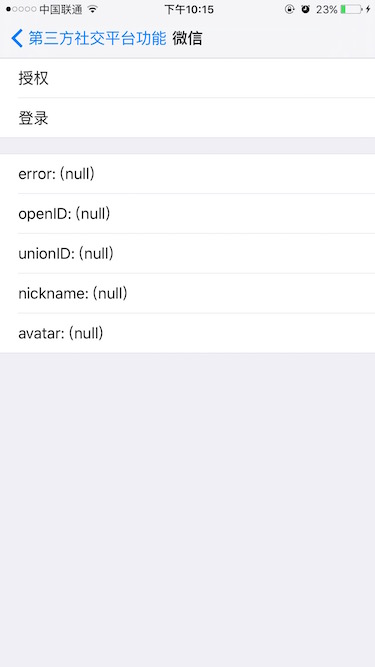 中国联通 下午10:15 23%
第三方社交平台功能 微信
授权
登录
error: (null)
openID: (null)
unionID: (null)
nickname: (null)
avatar: (null)